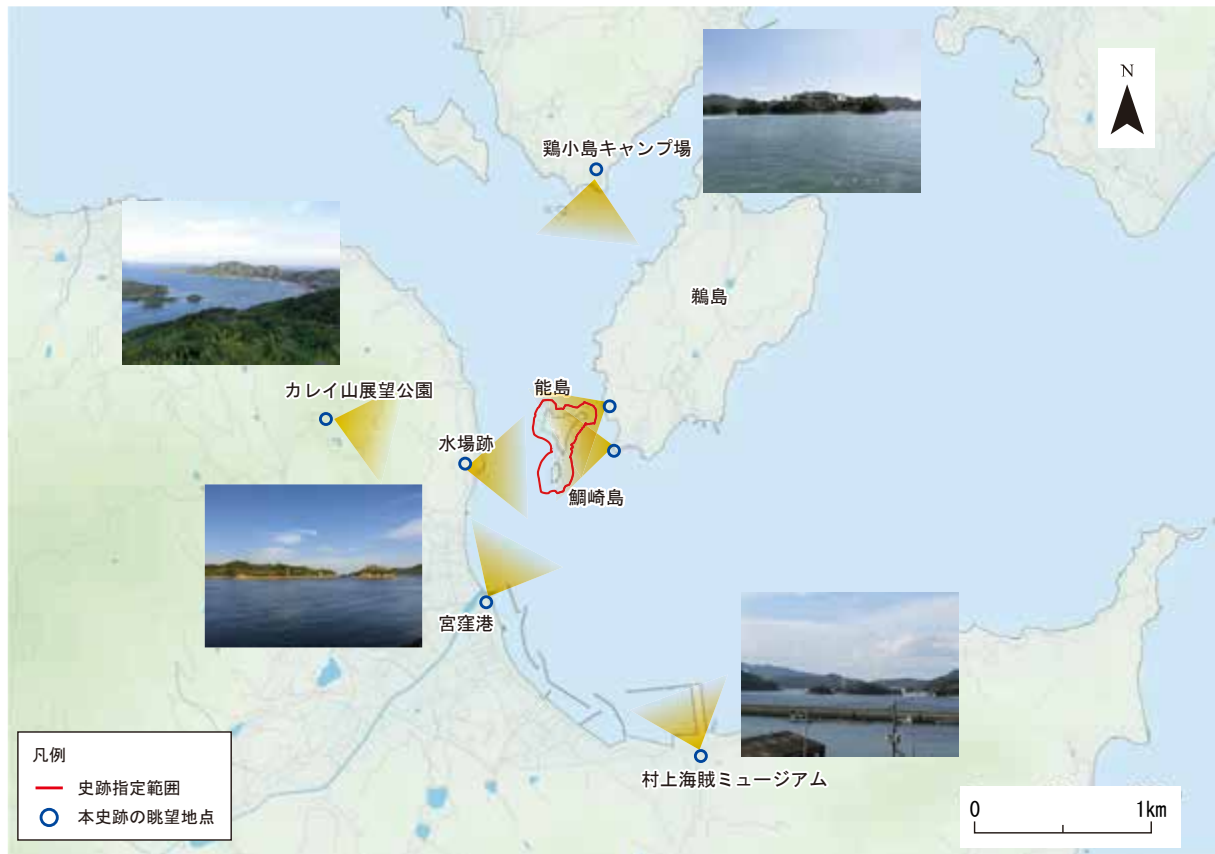 N
鶏小島キャンプ場
鵜島
カレイ山展望公園
能島
水場跡
鯛崎島
宮窪港
村上海賊ミュージアム
凡例
史跡指定範囲
本史跡の眺望地点
0 1km